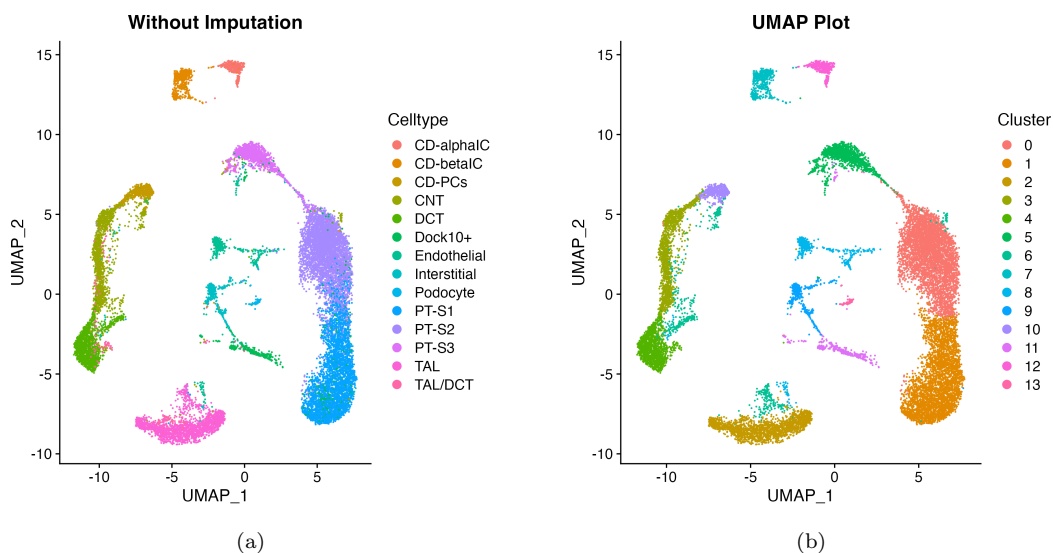 Without Imputation
UMAP_2
15
10
5
0
-5
-10
-10
-5
0
5
UMAP_1
Celltype
CD-alphaIC
CD-betaIC
CD-PCs
CNT
DCT
Dock10+
Endothelial
Interstitial
Podocyte
PT-S1
PT-S2
PT-S3
TAL
TAL/DCT
(a)
UMAP Plot
UMAP_2
15
10
5
0
-5
-10
-10
-5
0
5
UMAP_1
Cluster
0
1
2
3
4
5
6
7
8
9
10
11
12
13
(b)